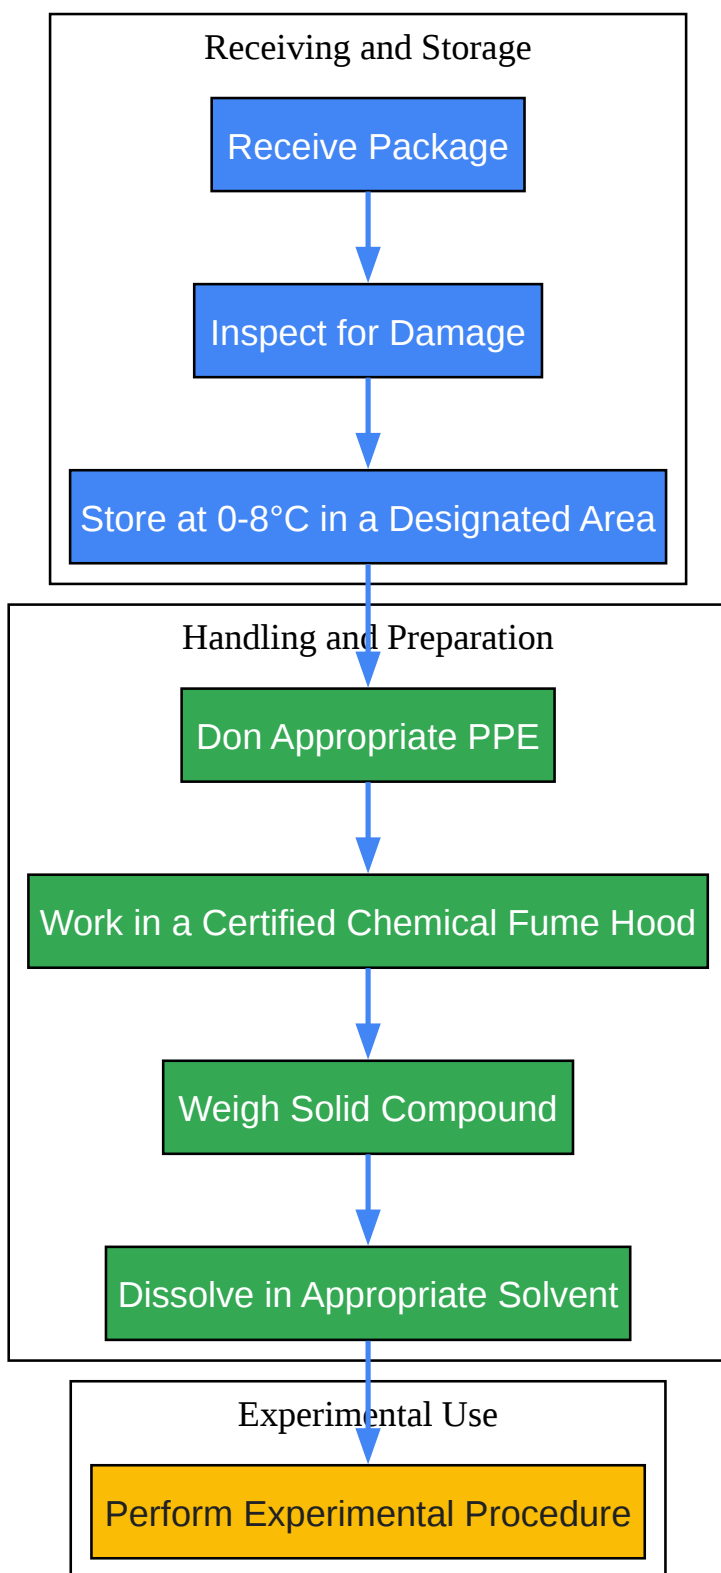 Receiving and Storage
Receive Package
Inspect for Damage
Store at 0-8°C in a Designated Area
Handling and Preparation
Don Appropriate PPE
Work in a Certified Chemical Fume Hood
Weigh Solid Compound
Dissolve in Appropriate Solvent
Experimental Use
Perform Experimental Procedure